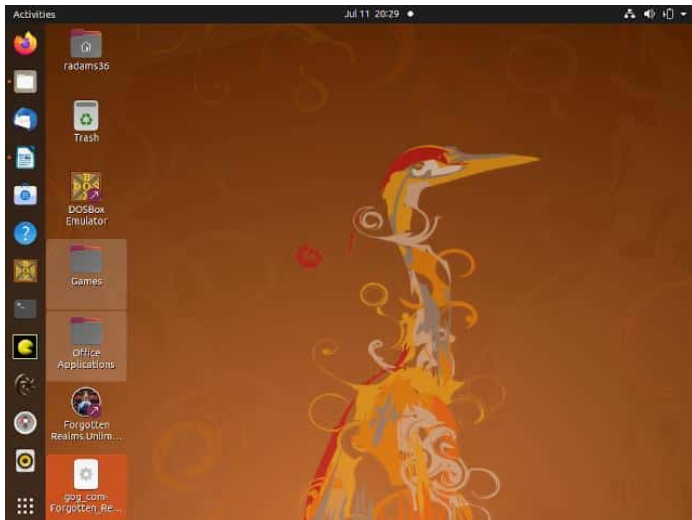 Activities
Jul 11 20:29
radams36
Trash
DOSBox
Emulator
Games
Office
Applications
Forgotten
Realms Unlim...
gog_com-
Forgotten_Re...